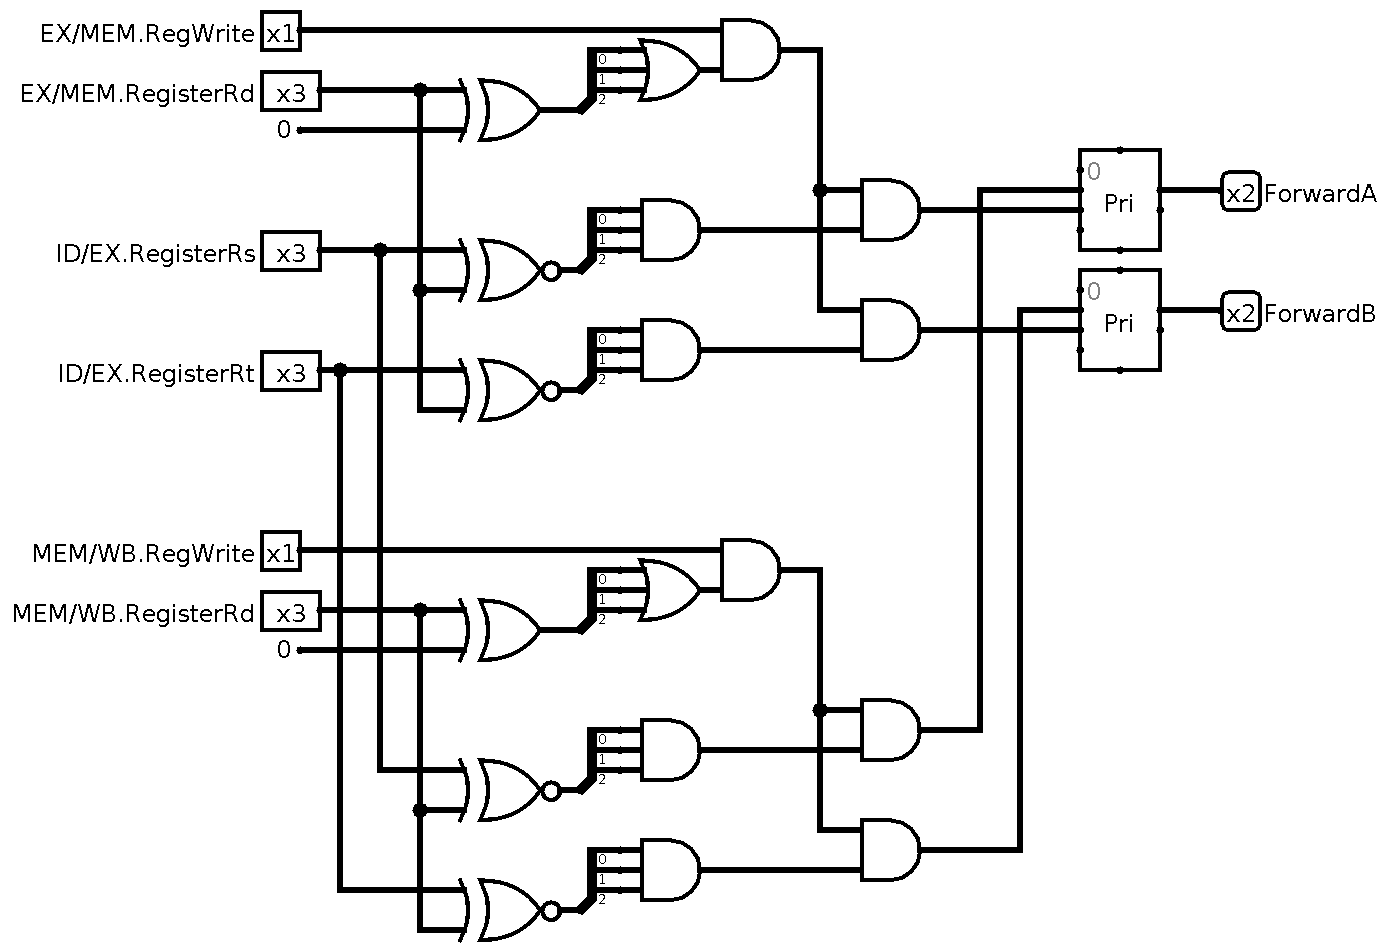 EX/MEM.RegWrite x1
0
EX/MEM.RegisterRd x3
1
2
0
0
Pri
x2 ForwardA
0
1
ID/EX.RegisterRs x3
2
0
Pri
x2 ForwardB
0
1
ID/EX.RegisterRt x3
2
MEM/WB.RegWrite x1
0
1
MEM/WB.RegisterRd x3
2
0
0
1
2
0
1
2